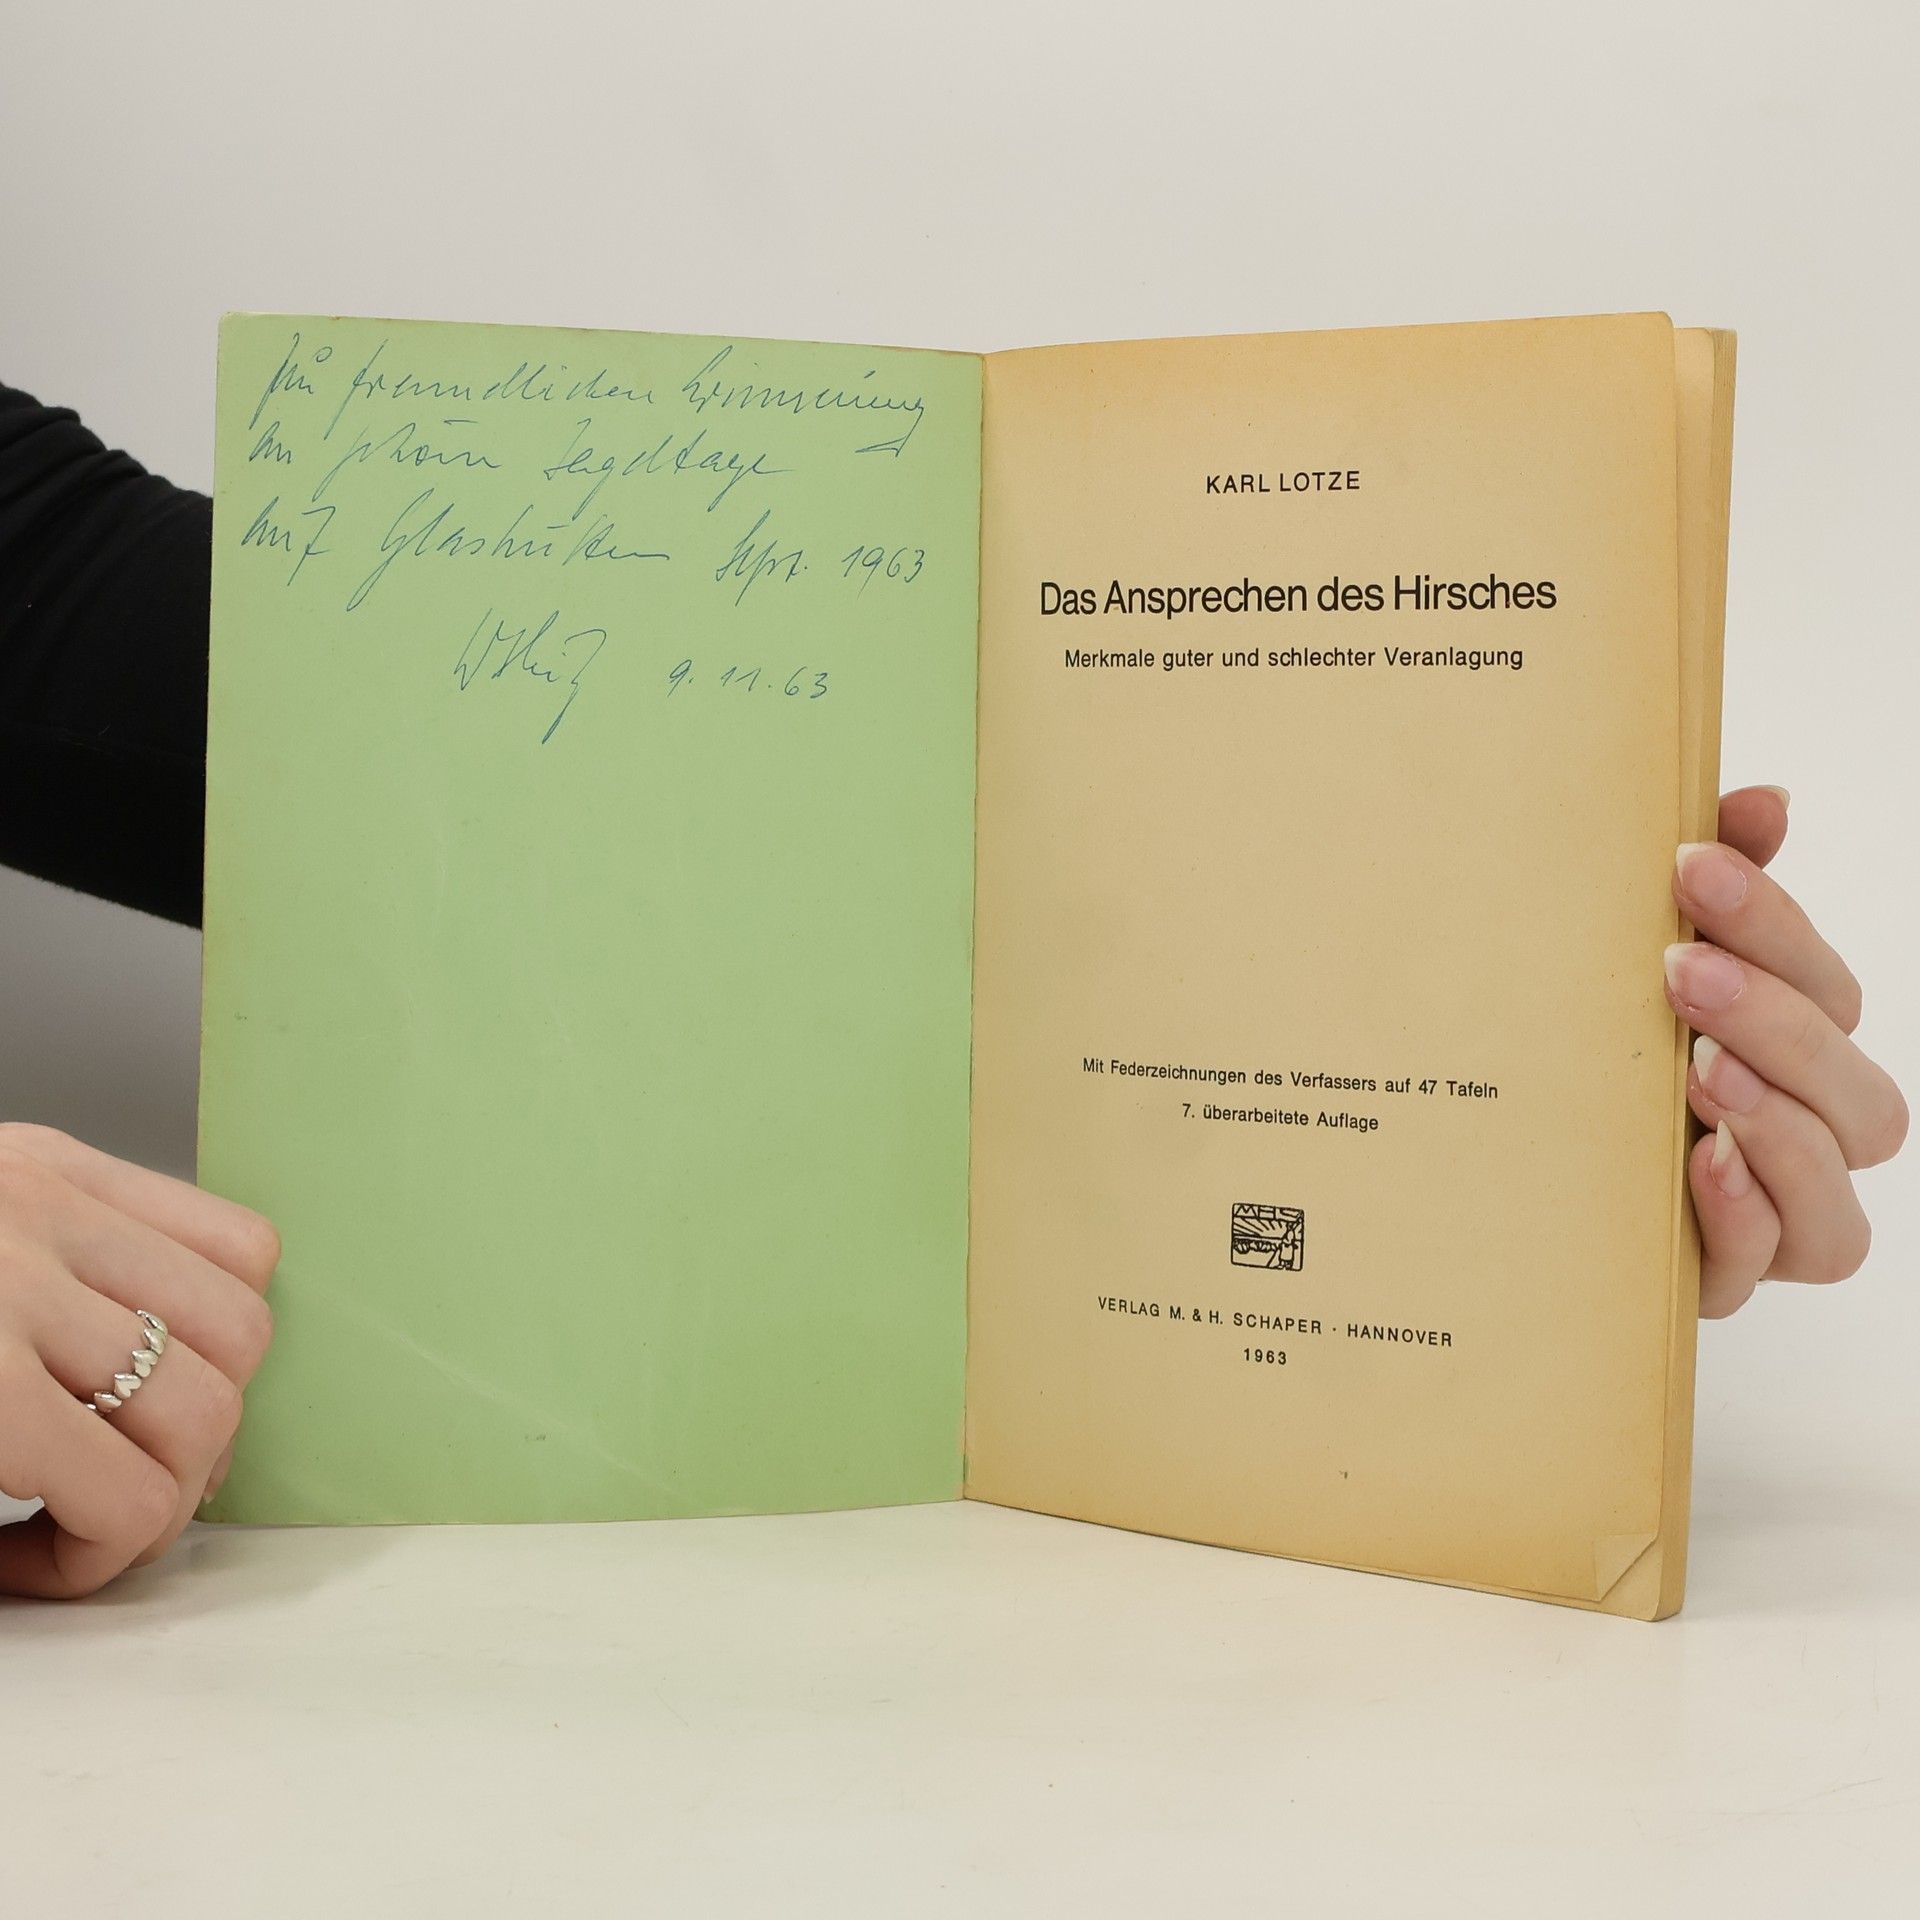 Zur freundlichen Erinnerung
an schöne Jagdtage
auf Glashütten Sept. 1963
9. 11. 63
KARL LOTZE
Das Ansprechen des Hirsches
Merkmale guter und schlechter Veranlagung
Mit Federzeichnungen des Verfassers auf 47 Tafeln
7. überarbeitete Auflage
VERLAG M. & H. SCHAPER · HANNOVER
1963